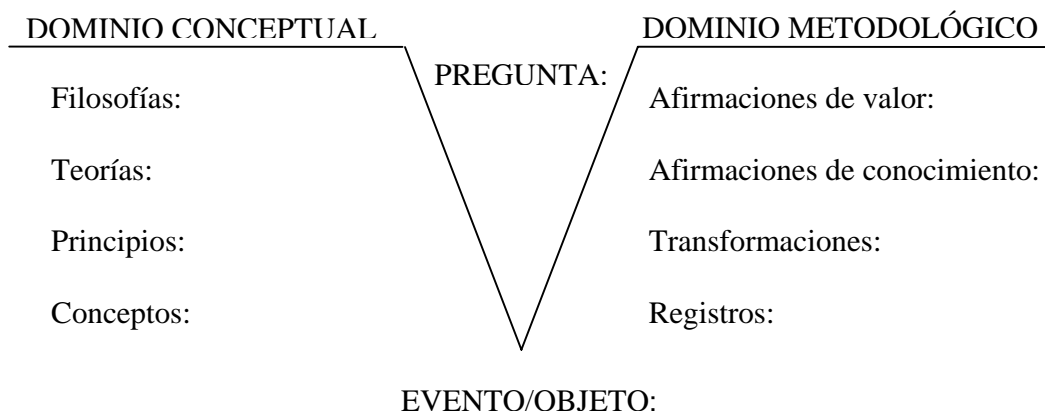 DOMINIO CONCEPTUAL
DOMINIO METODOLÓGICO
PREGUNTA:
Filosofías:
Afirmaciones de valor:
Teorías:
Afirmaciones de conocimiento:
Principios:
Transformaciones:
Conceptos:
Registros:
EVENTO/OBJETO: